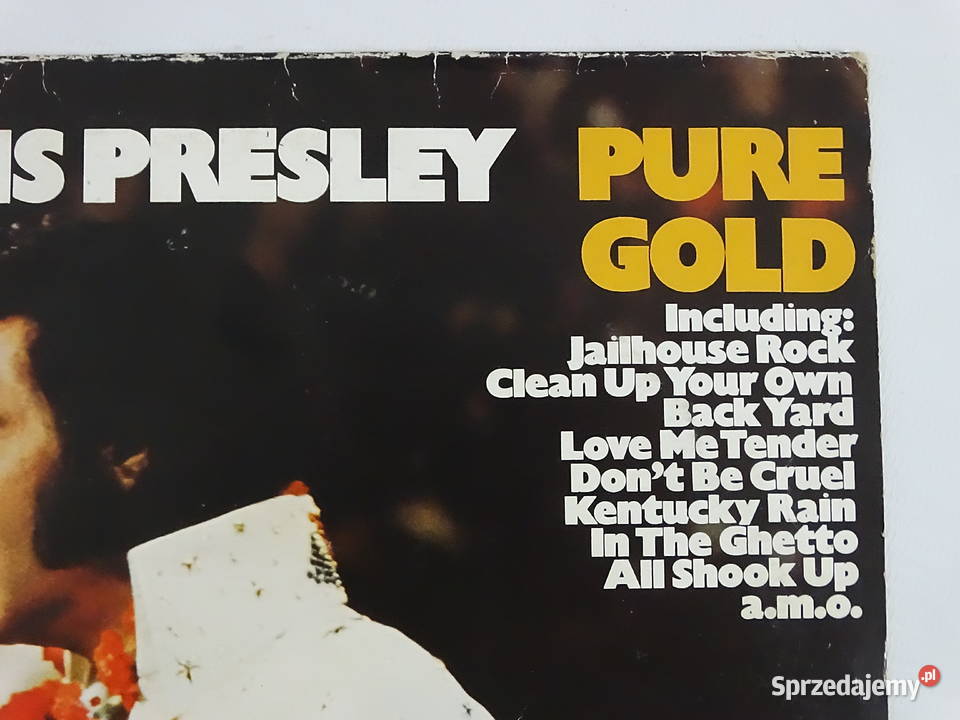 IS PRESLEY PURE
GOLD
Including:
Jailhouse Rock
Clean Up Your Own
Back Yard
Love Me Tender
Don't Be Cruel
Kentucky Rain
In The Ghetto
All Shook Up
a.m.o.
Sprzedajemy.pl